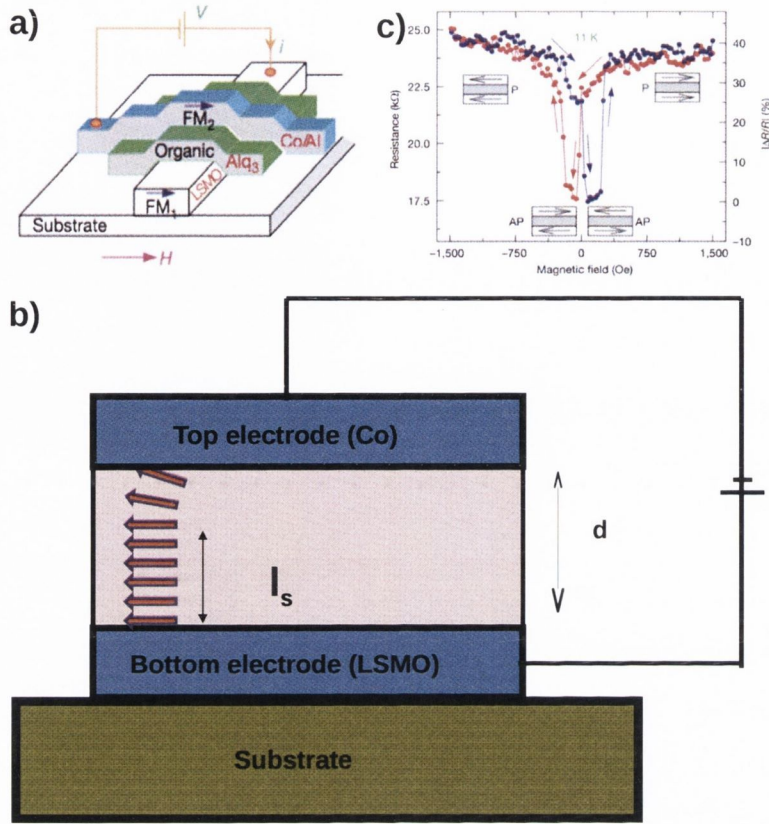 a)
V
i
FM₂
Co/Al
Organic
Alq₃
LSMO
FM₁
Substrate
H
c)
25.0
22.5
20.0
17.5
Resistance (kΩ)
11 K
P
P
AP
AP
40
30
20
10
0
−10
|ΔR/R| (%)
−1,500
−750
0
750
1,500
Magnetic field (Oe)
b)
Top electrode (Co)
d
lₛ
Bottom electrode (LSMO)
Substrate